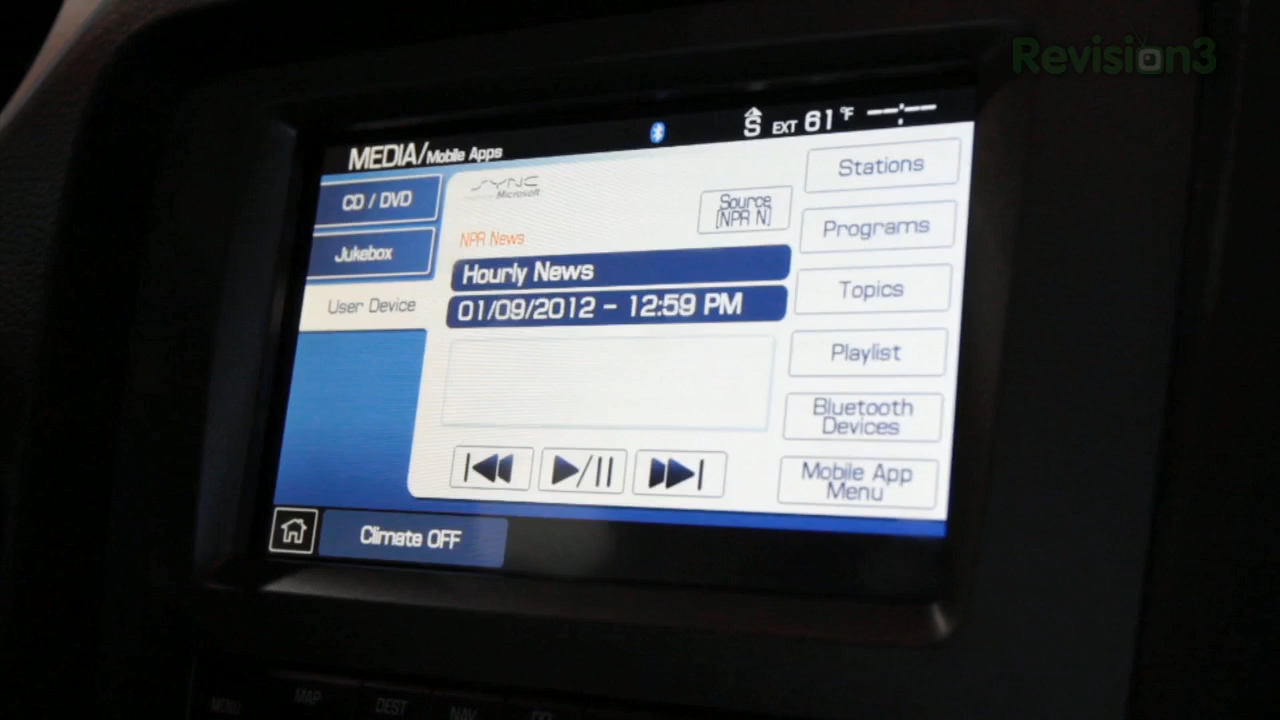 Revision3
MEDIA/Mobile Apps
S EXT 61°F --:--
CD / DVD
Jukebox
User Device
SYNC
Microsoft
Source
[NPR N]
NPR News
Hourly News
01/09/2012 - 12:59 PM
Stations
Programs
Topics
Playlist
Bluetooth
Devices
Mobile App
Menu
Climate OFF
MENU
MAP
DEST
NAV